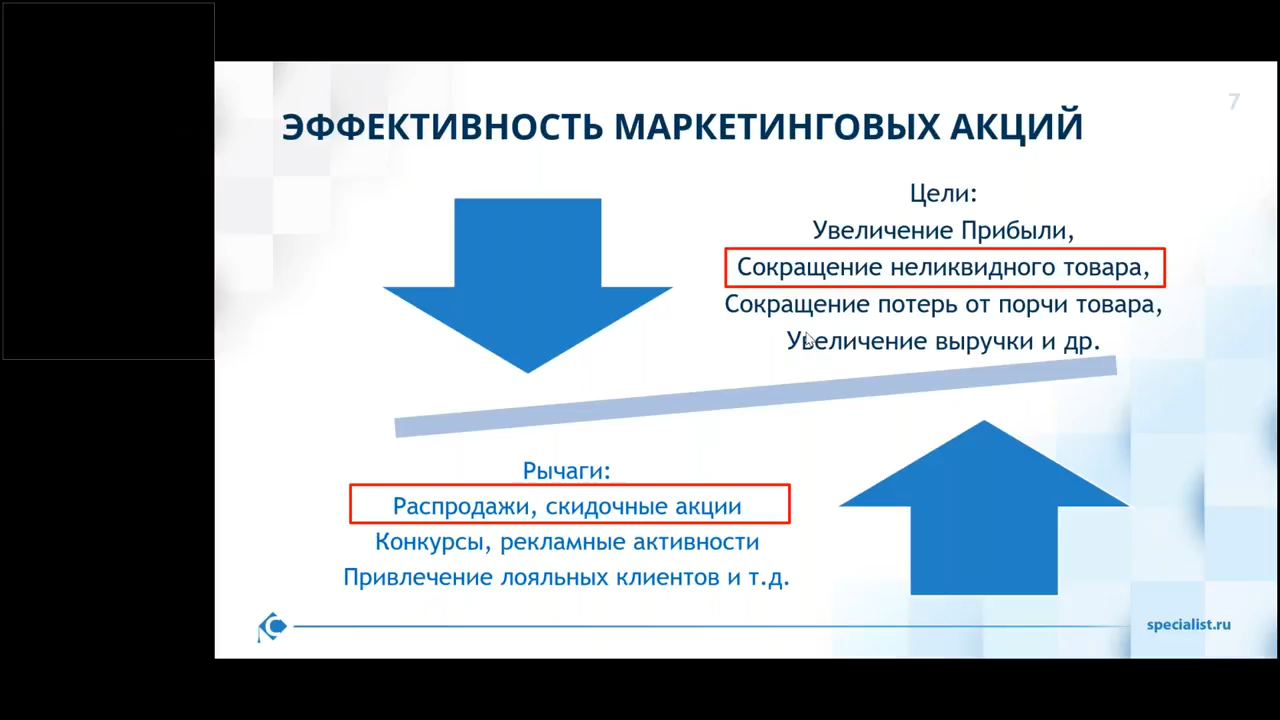 7
ЭФФЕКТИВНОСТЬ МАРКЕТИНГОВЫХ АКЦИЙ
Цели:
Увеличение Прибыли,
Сокращение неликвидного товара,
Сокращение потерь от порчи товара,
Увеличение выручки и др.
Рычаги:
Распродажи, скидочные акции
Конкурсы, рекламные активности
Привлечение лояльных клиентов и т.д.
specialist.ru